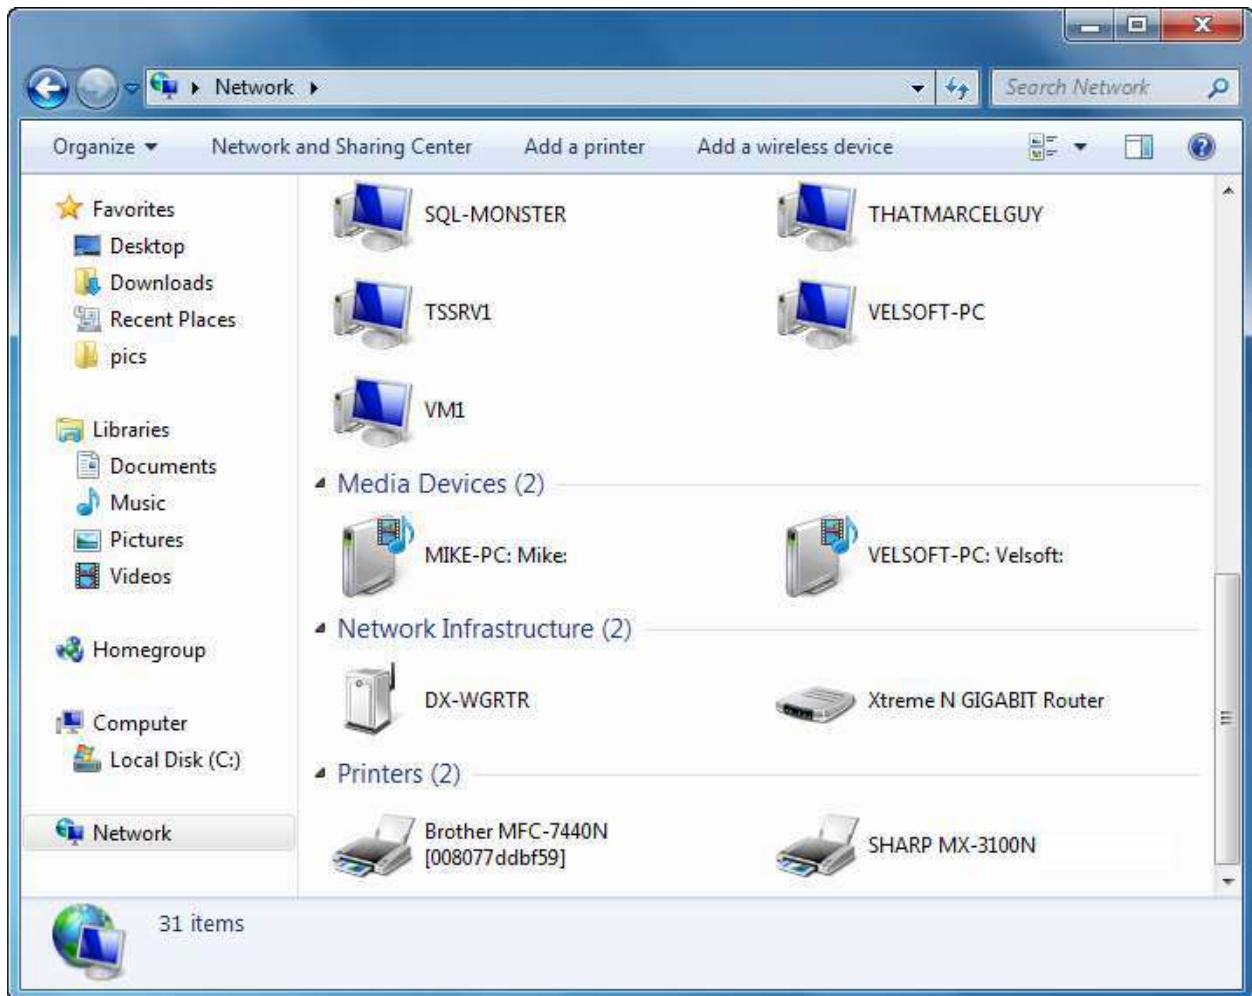 Network
Search Network
Organize Network and Sharing Center Add a printer Add a wireless device
Favorites
Desktop
Downloads
Recent Places
pics
Libraries
Documents
Music
Pictures
Videos
Homegroup
Computer
Local Disk (C:)
Network
SQL-MONSTER THATMARCELGUY
TSSRV1 VELSOFT-PC
VM1
Media Devices (2)
MIKE-PC: Mike: VELSOFT-PC: Velsoft:
Network Infrastructure (2)
DX-WGRTR Xtreme N GIGABIT Router
Printers (2)
Brother MFC-7440N
[008077ddbf59]
SHARP MX-3100N
31 items